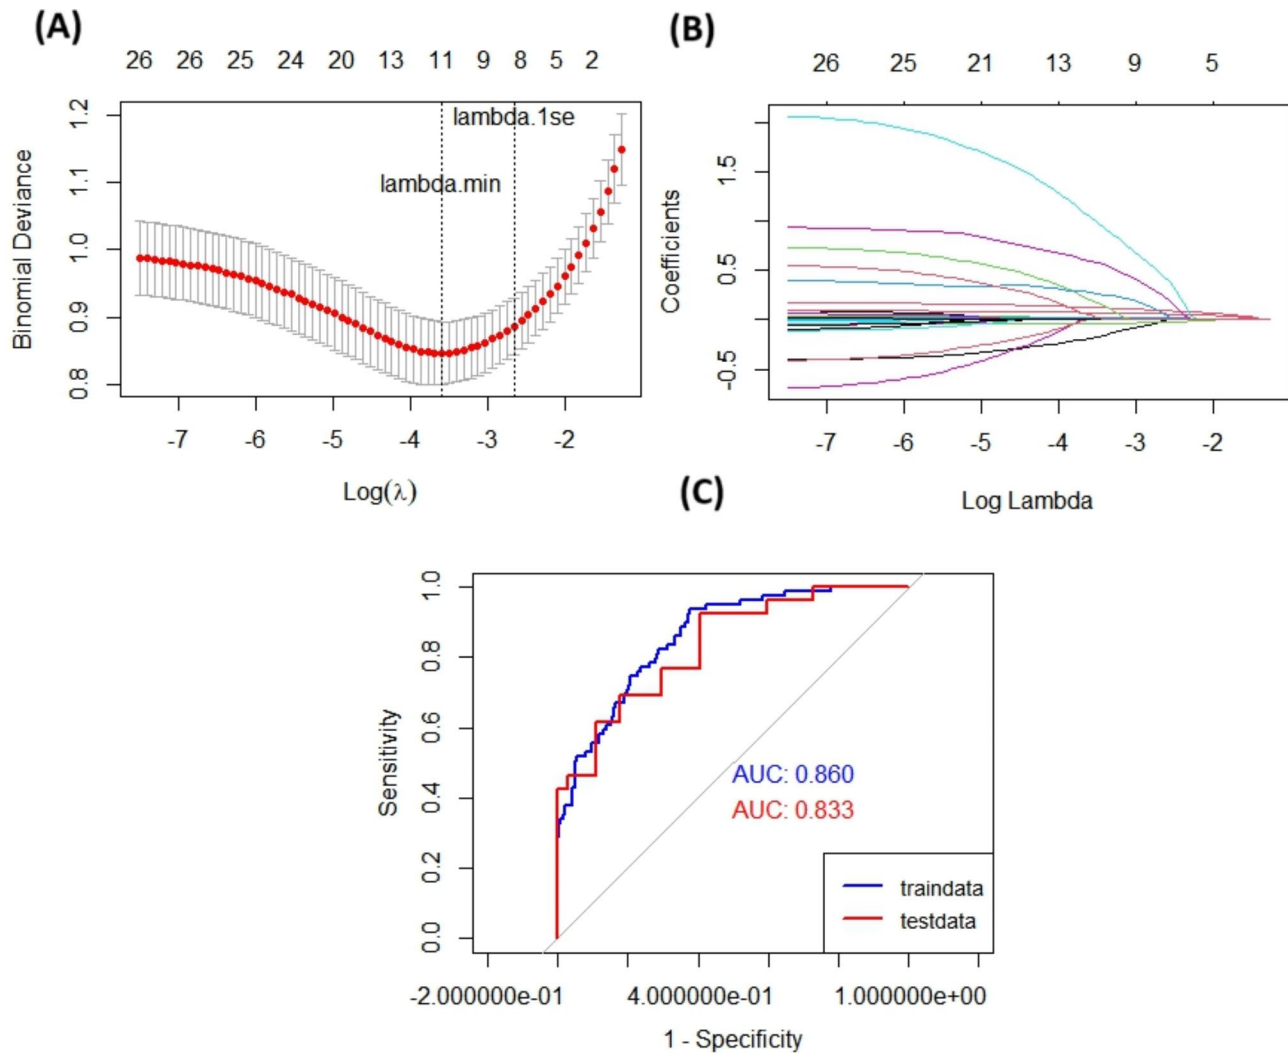 (A)
26 26 25 24 20 13 11 9 8 5 2
Binomial Deviance
1.2
1.1
1.0
0.9
0.8
lambda.1se
lambda.min
-7 -6 -5 -4 -3 -2
Log(λ)
(B)
26 25 21 13 9 5
Coefficients
1.5
0.5
-0.5
-7 -6 -5 -4 -3 -2
Log Lambda
(C)
Sensitivity
1.0
0.8
0.6
0.4
0.2
0.0
AUC: 0.860
AUC: 0.833
traindata
testdata
-2.000000e-01 4.000000e-01 1.000000e+00
1 - Specificity